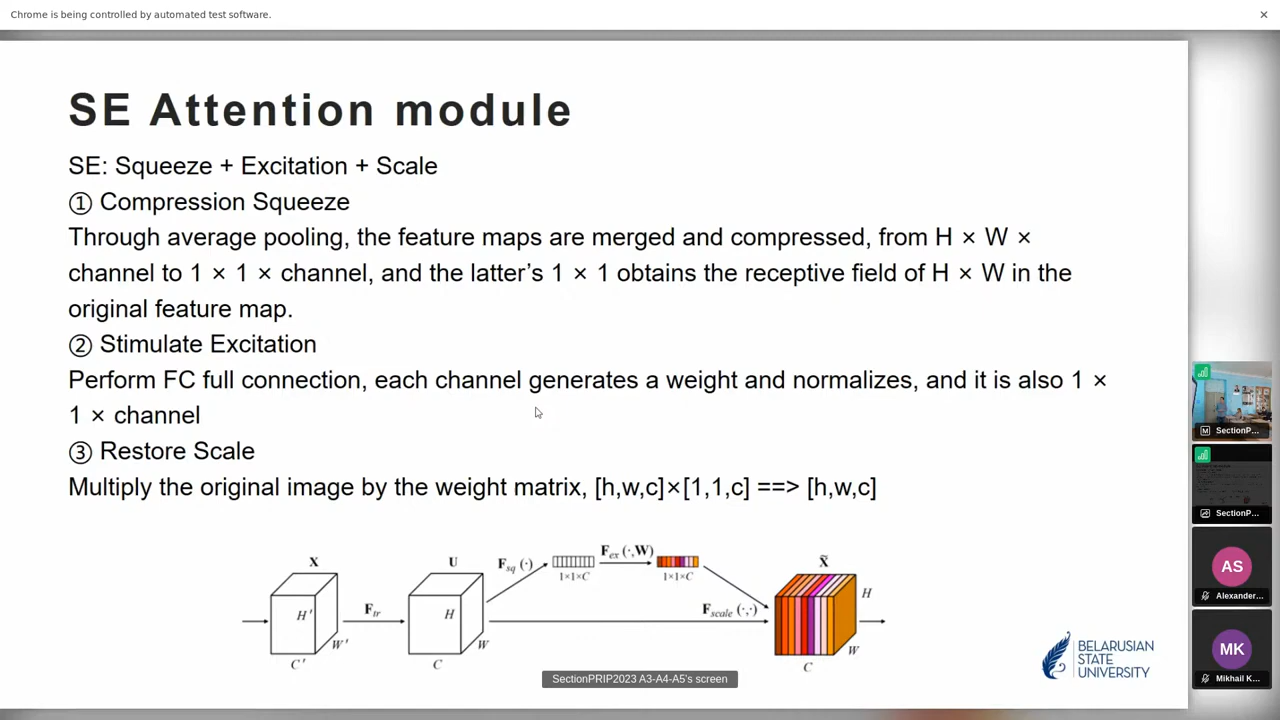 Chrome is being controlled by automated test software.
SE Attention module
SE: Squeeze + Excitation + Scale
① Compression Squeeze
Through average pooling, the feature maps are merged and compressed, from H × W ×
channel to 1 × 1 × channel, and the latter's 1 × 1 obtains the receptive field of H × W in the
original feature map.
② Stimulate Excitation
Perform FC full connection, each channel generates a weight and normalizes, and it is also 1 ×
1 × channel
③ Restore Scale
Multiply the original image by the weight matrix, [h,w,c]×[1,1,c] ==> [h,w,c]
X
H'
W'
C'
F_tr
U
H
W
C
F_sq (·)
1×1×C
F_ex (·,W)
1×1×C
F_scale (·,·)
X̃
H
W
C
BELARUSIAN
STATE
UNIVERSITY
SectionPRIP2023 A3-A4-A5's screen
M SectionP...
SectionP...
AS
Alexander...
MK
Mikhail K...